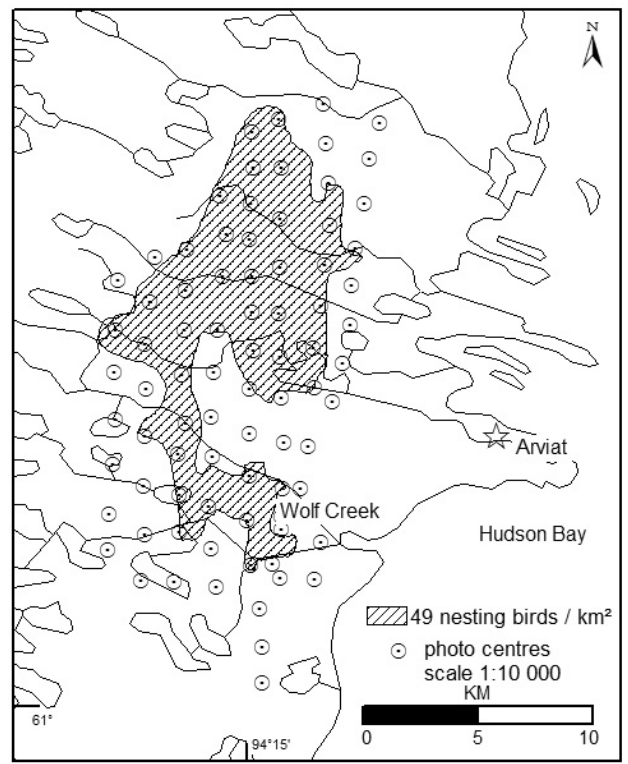 N
Arviat
Wolf Creek
Hudson Bay
49 nesting birds / km²
photo centres
scale 1:10 000
KM
0 5 10
61°
94°15'